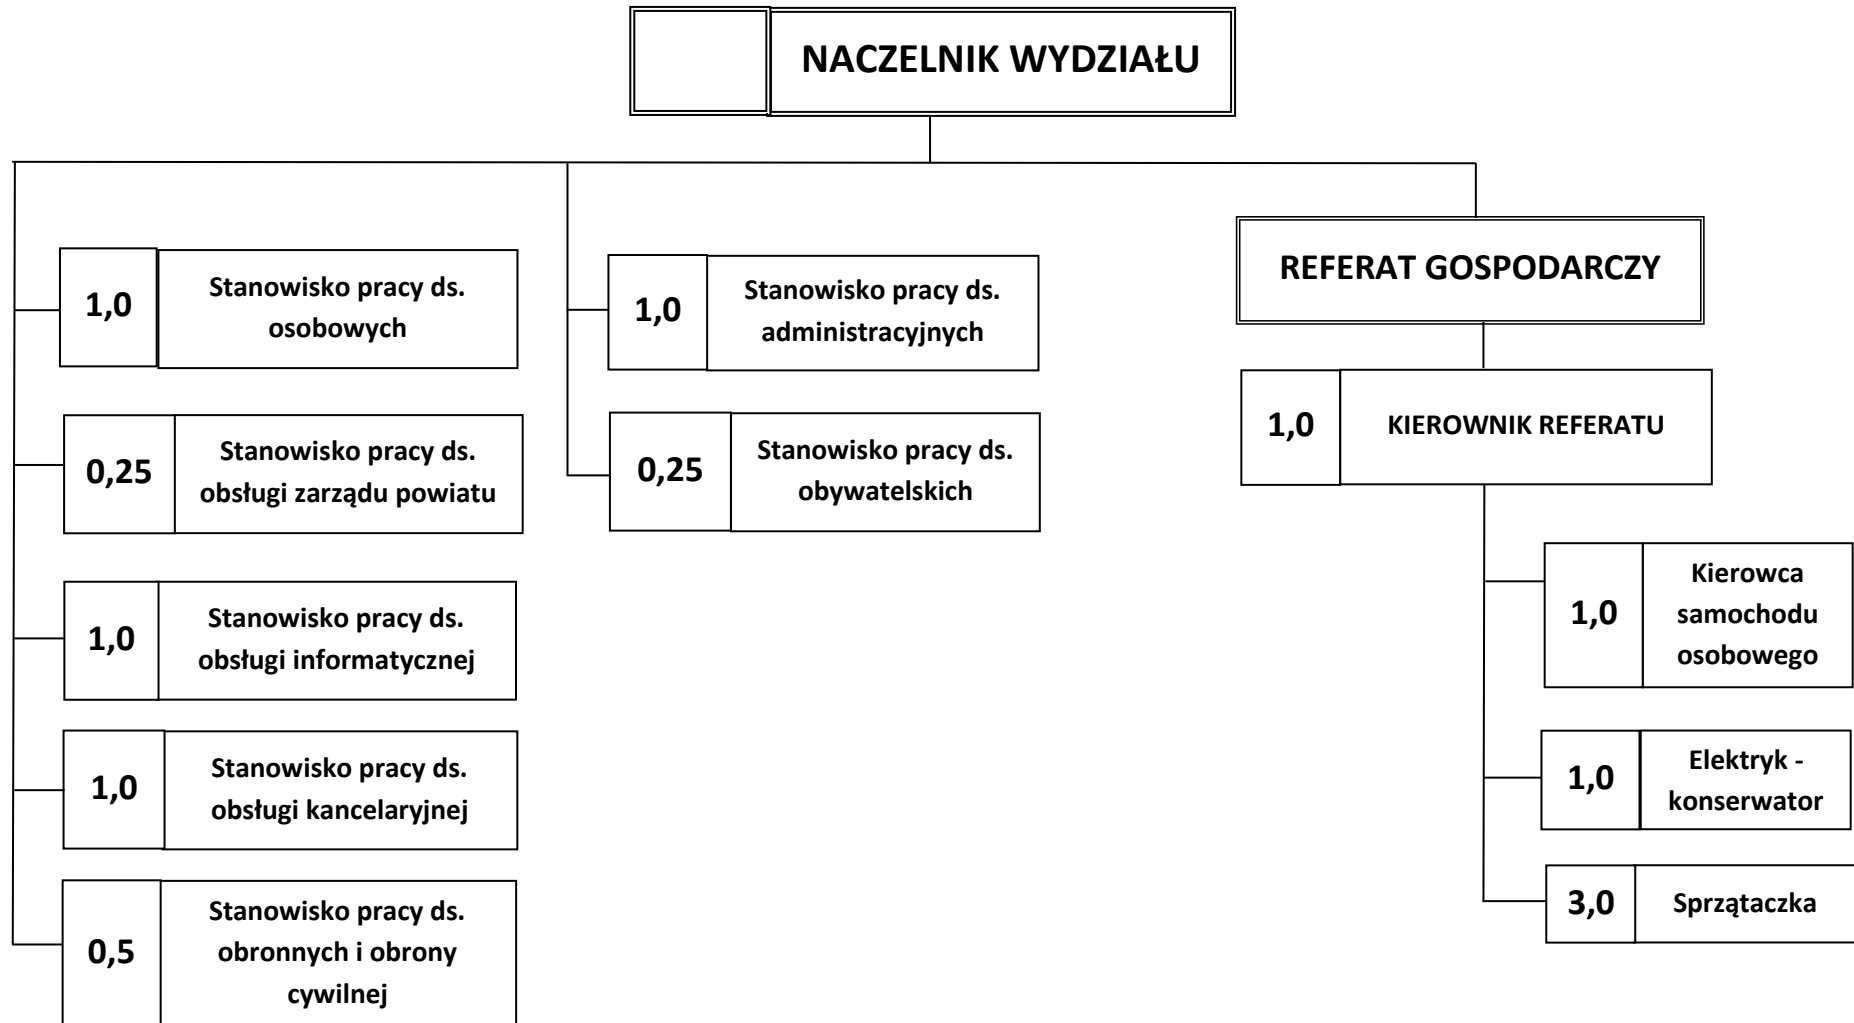 NACZELNIK WYDZIAŁU
1,0
Stanowisko pracy ds.
osobowych
0,25
Stanowisko pracy ds.
obsługi zarządu powiatu
1,0
Stanowisko pracy ds.
obsługi informatycznej
1,0
Stanowisko pracy ds.
obsługi kancelaryjnej
0,5
Stanowisko pracy ds.
obronnych i obrony
cywilnej
1,0
Stanowisko pracy ds.
administracyjnych
0,25
Stanowisko pracy ds.
obywatelskich
REFERAT GOSPODARCZY
1,0
KIEROWNIK REFERATU
1,0
Kierowca
samochodu
osobowego
1,0
Elektryk -
konserwator
3,0
Sprzątaczka